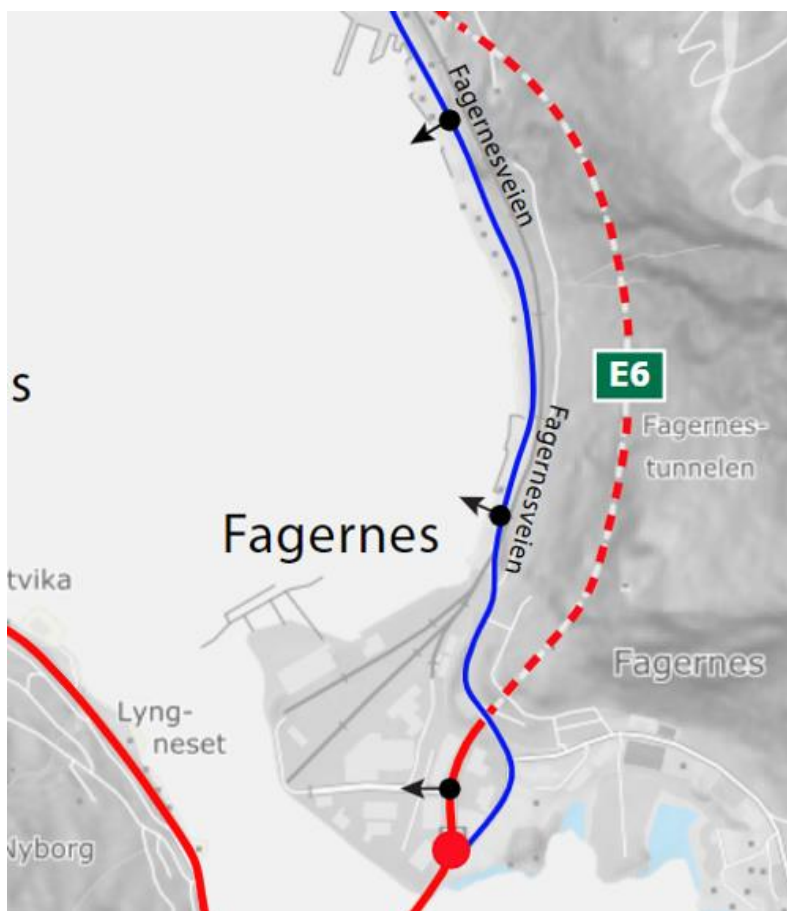 Fagernesveien
s
E6
Fagernes-
tunnelen
Fagernesveien
Fagernes
tvika
Fagernes
Lyng-
neset
Nyborg